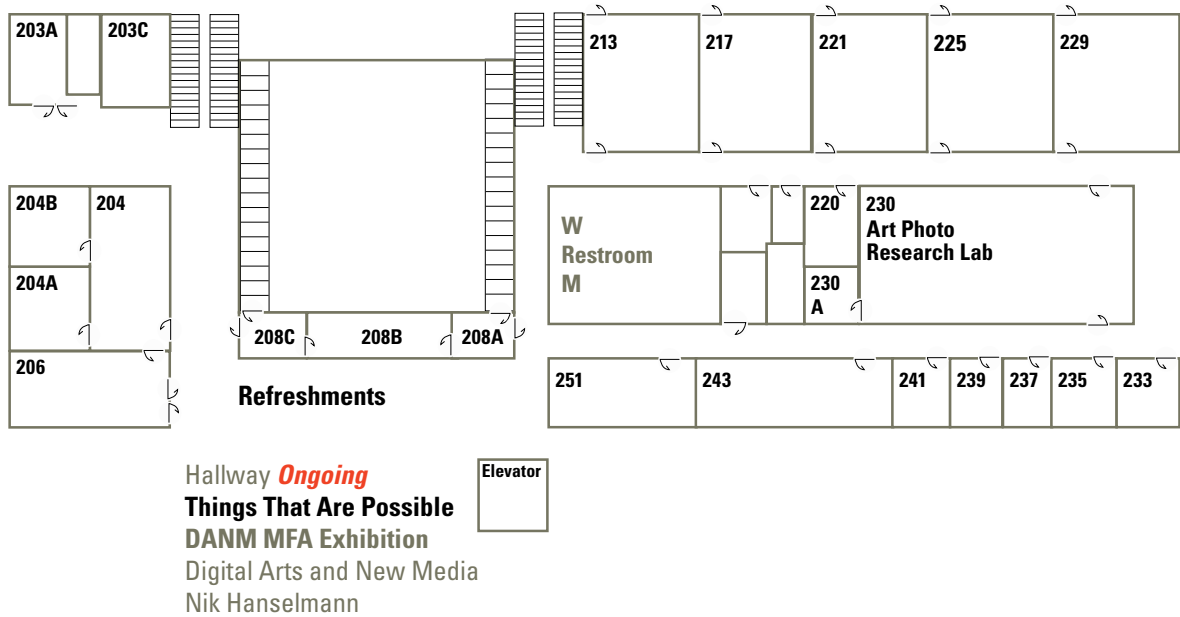 203A
203C
213
217
221
225
229
204B
204
W
Restroom
M
220
230
Art Photo
Research Lab
204A
230
A
208C
208B
208A
206
Refreshments
251
243
241
239
237
235
233
Hallway Ongoing
Things That Are Possible
DANM MFA Exhibition
Digital Arts and New Media
Nik Hanselmann
Elevator